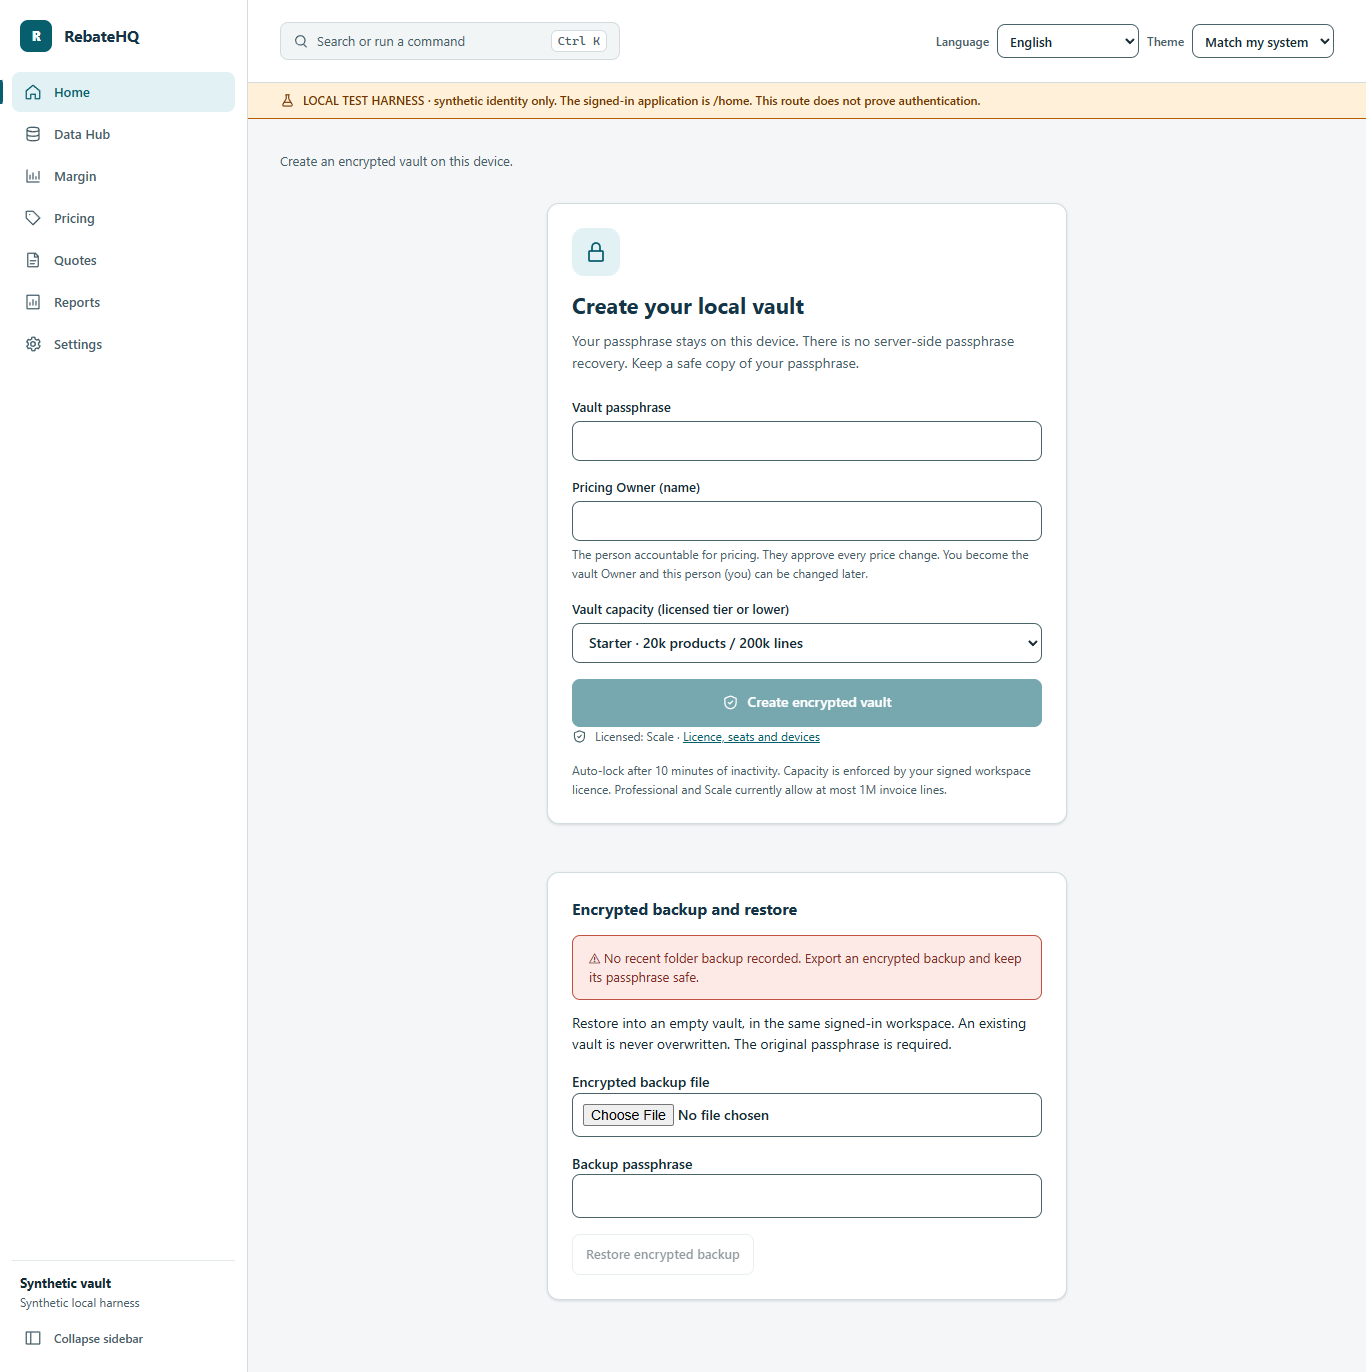 R RebateHQ
Search or run a command Ctrl K
Language English Theme Match my system
Home
Data Hub
Margin
Pricing
Quotes
Reports
Settings
LOCAL TEST HARNESS · synthetic identity only. The signed-in application is /home. This route does not prove authentication.
Create an encrypted vault on this device.
Create your local vault
Your passphrase stays on this device. There is no server-side passphrase
recovery. Keep a safe copy of your passphrase.
Vault passphrase
Pricing Owner (name)
The person accountable for pricing. They approve every price change. You become the
vault Owner and this person (you) can be changed later.
Vault capacity (licensed tier or lower)
Starter · 20k products / 200k lines
Create encrypted vault
Licensed: Scale · Licence, seats and devices
Auto-lock after 10 minutes of inactivity. Capacity is enforced by your signed workspace
licence. Professional and Scale currently allow at most 1M invoice lines.
Encrypted backup and restore
⚠ No recent folder backup recorded. Export an encrypted backup and keep
its passphrase safe.
Restore into an empty vault, in the same signed-in workspace. An existing
vault is never overwritten. The original passphrase is required.
Encrypted backup file
Choose File No file chosen
Backup passphrase
Restore encrypted backup
Synthetic vault
Synthetic local harness
Collapse sidebar